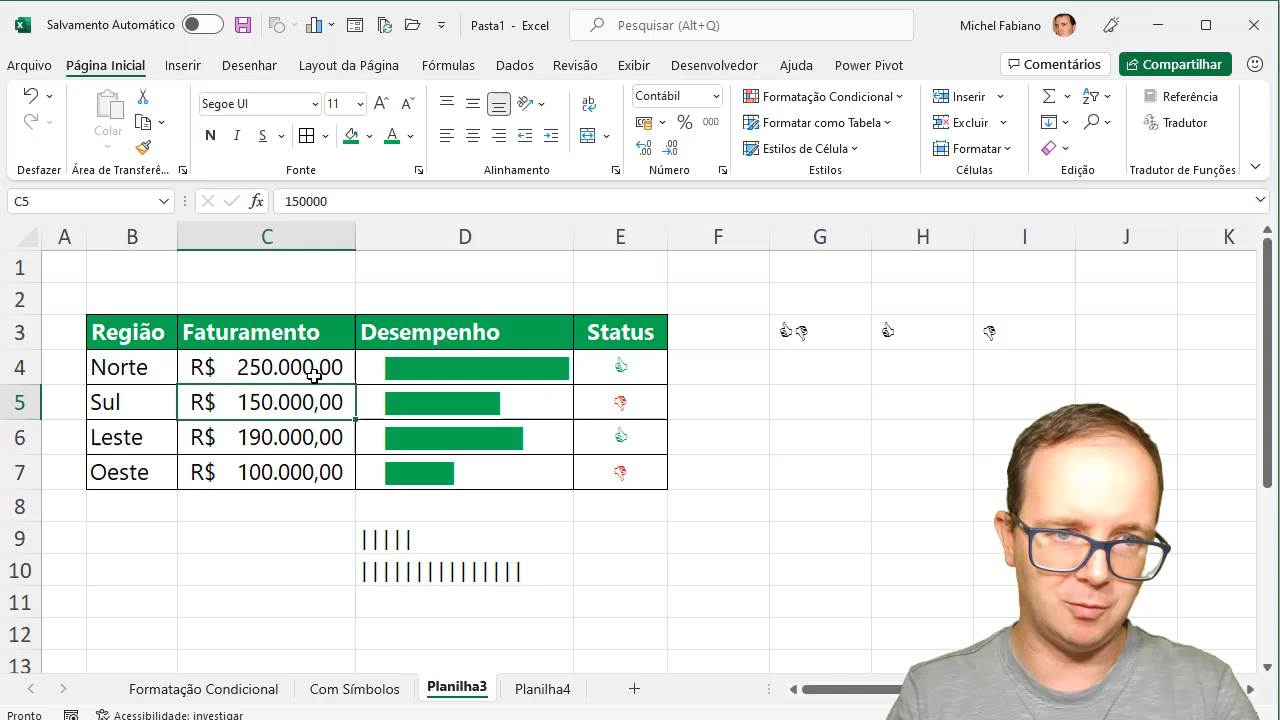 Salvamento Automático
Pasta1 - Excel
Pesquisar (Alt+Q)
Michel Fabiano
Arquivo Página Inicial Inserir Desenhar Layout da Página Fórmulas Dados Revisão Exibir Desenvolvedor Ajuda Power Pivot
Comentários
Compartilhar
Colar
Segoe UI 11
N I S
Contábil
% 000
Formatação Condicional
Formatar como Tabela
Estilos de Célula
Inserir
Excluir
Formatar
Referência
Tradutor
Desfazer Área de Transferê... Fonte Alinhamento Número Estilos Células Edição Tradutor de Funções
C5 fx 150000
A B C D E F G H I J K
1
2
3 Região Faturamento Desempenho Status 👍👎 👍 👎
4 Norte R$ 250.000,00 👍
5 Sul R$ 150.000,00 👎
6 Leste R$ 190.000,00 👍
7 Oeste R$ 100.000,00 👎
8
9 |||||
10 |||||||||||||||
11
12
13
Formatação Condicional Com Símbolos Planilha3 Planilha4
Pronto Acessibilidade: investigar